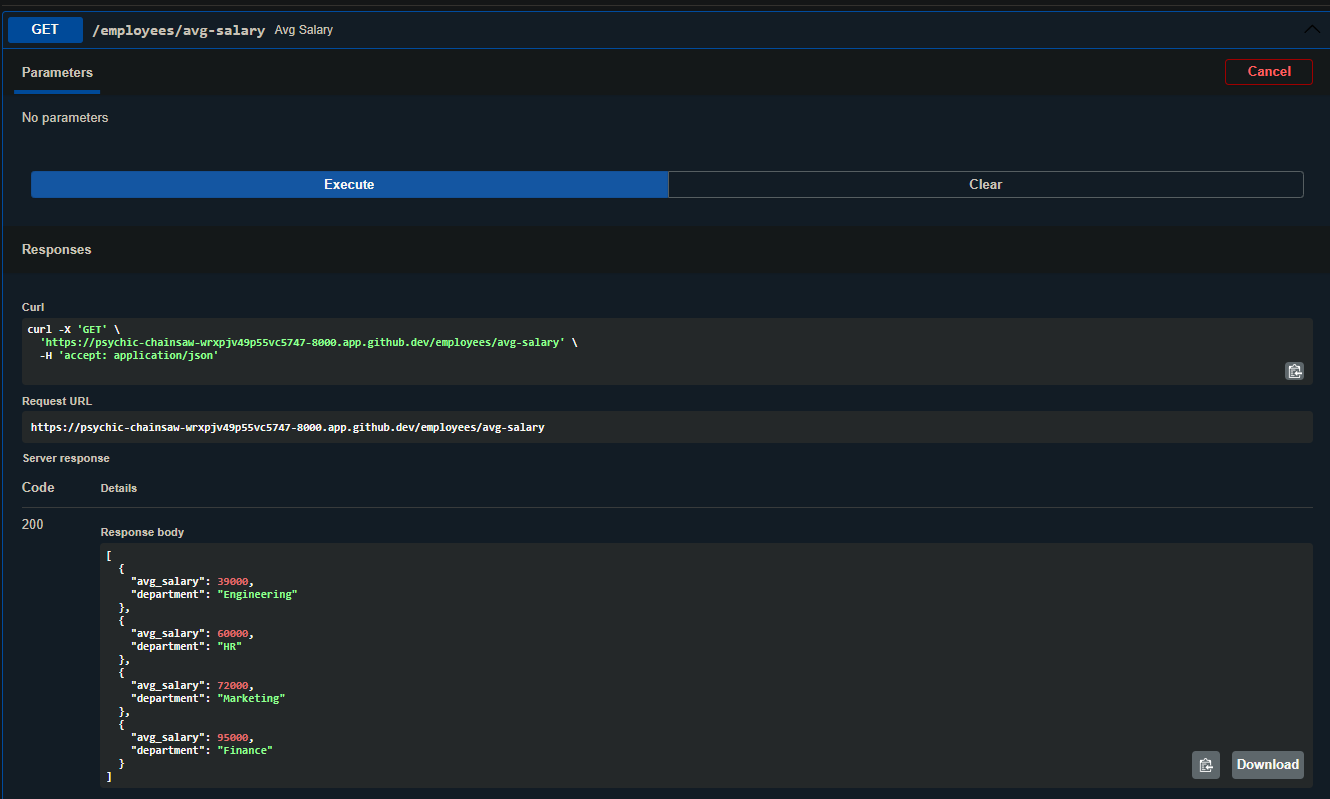 GET /employees/avg-salary Avg Salary
Parameters
Cancel
No parameters
Execute
Clear
Responses
Curl
curl -X 'GET' \
  'https://psychic-chainsaw-wrxpjv49p55vc5747-8000.app.github.dev/employees/avg-salary' \
  -H 'accept: application/json'
Request URL
https://psychic-chainsaw-wrxpjv49p55vc5747-8000.app.github.dev/employees/avg-salary
Server response
Code Details
200
Response body
[
  {
    "avg_salary": 39000,
    "department": "Engineering"
  },
  {
    "avg_salary": 60000,
    "department": "HR"
  },
  {
    "avg_salary": 72000,
    "department": "Marketing"
  },
  {
    "avg_salary": 95000,
    "department": "Finance"
  }
]
Download